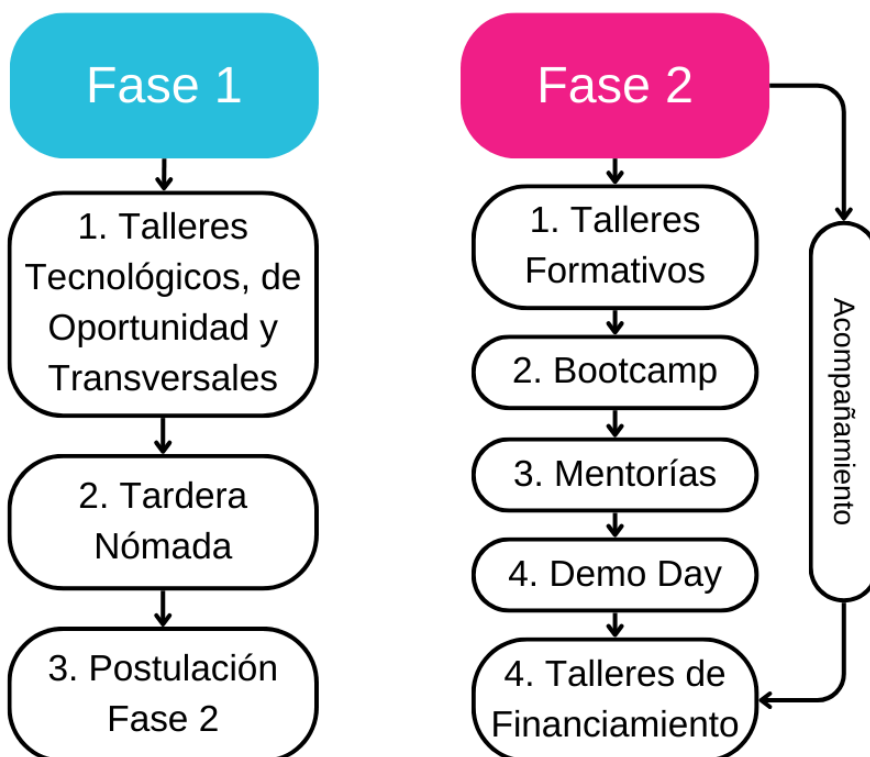 Fase 1
1. Talleres
Tecnológicos, de
Oportunidad y
Transversales
2. Tardera
Nómada
3. Postulación
Fase 2
Fase 2
1. Talleres
Formativos
2. Bootcamp
3. Mentorías
4. Demo Day
4. Talleres de
Financiamiento
Acompañamiento